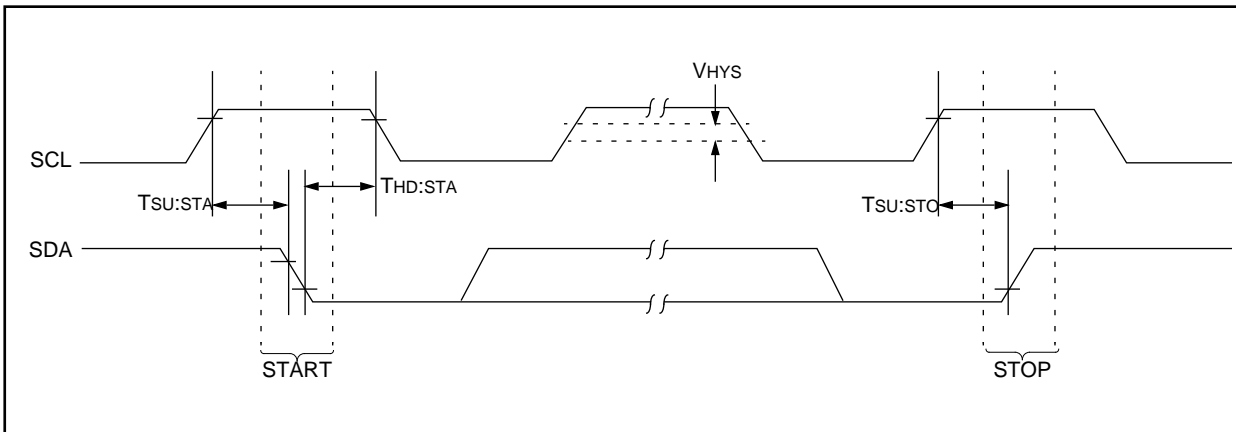 VHYS
SCL
THD:STA
TSU:STA
TSU:STO
SDA
START
STOP